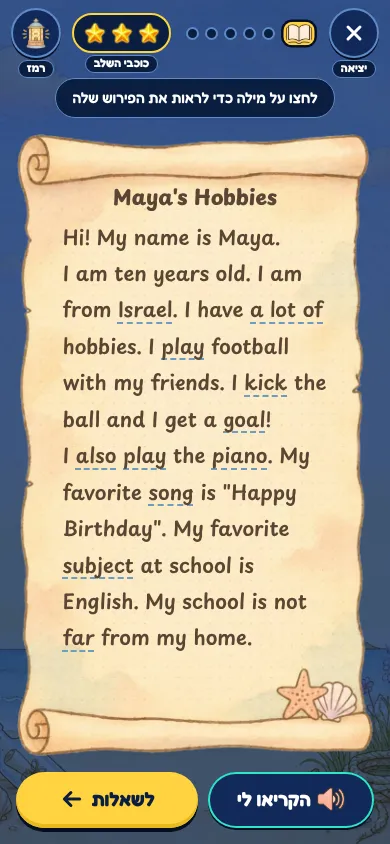 רמז
כוכבי השלב
יציאה
לחצו על מילה כדי לראות את הפירוש שלה
Maya's Hobbies
Hi! My name is Maya.
I am ten years old. I am
from Israel. I have a lot of
hobbies. I play football
with my friends. I kick the
ball and I get a goal!
I also play the piano. My
favorite song is "Happy
Birthday". My favorite
subject at school is
English. My school is not
far from my home.
הקריאו לי
לשאלות ←